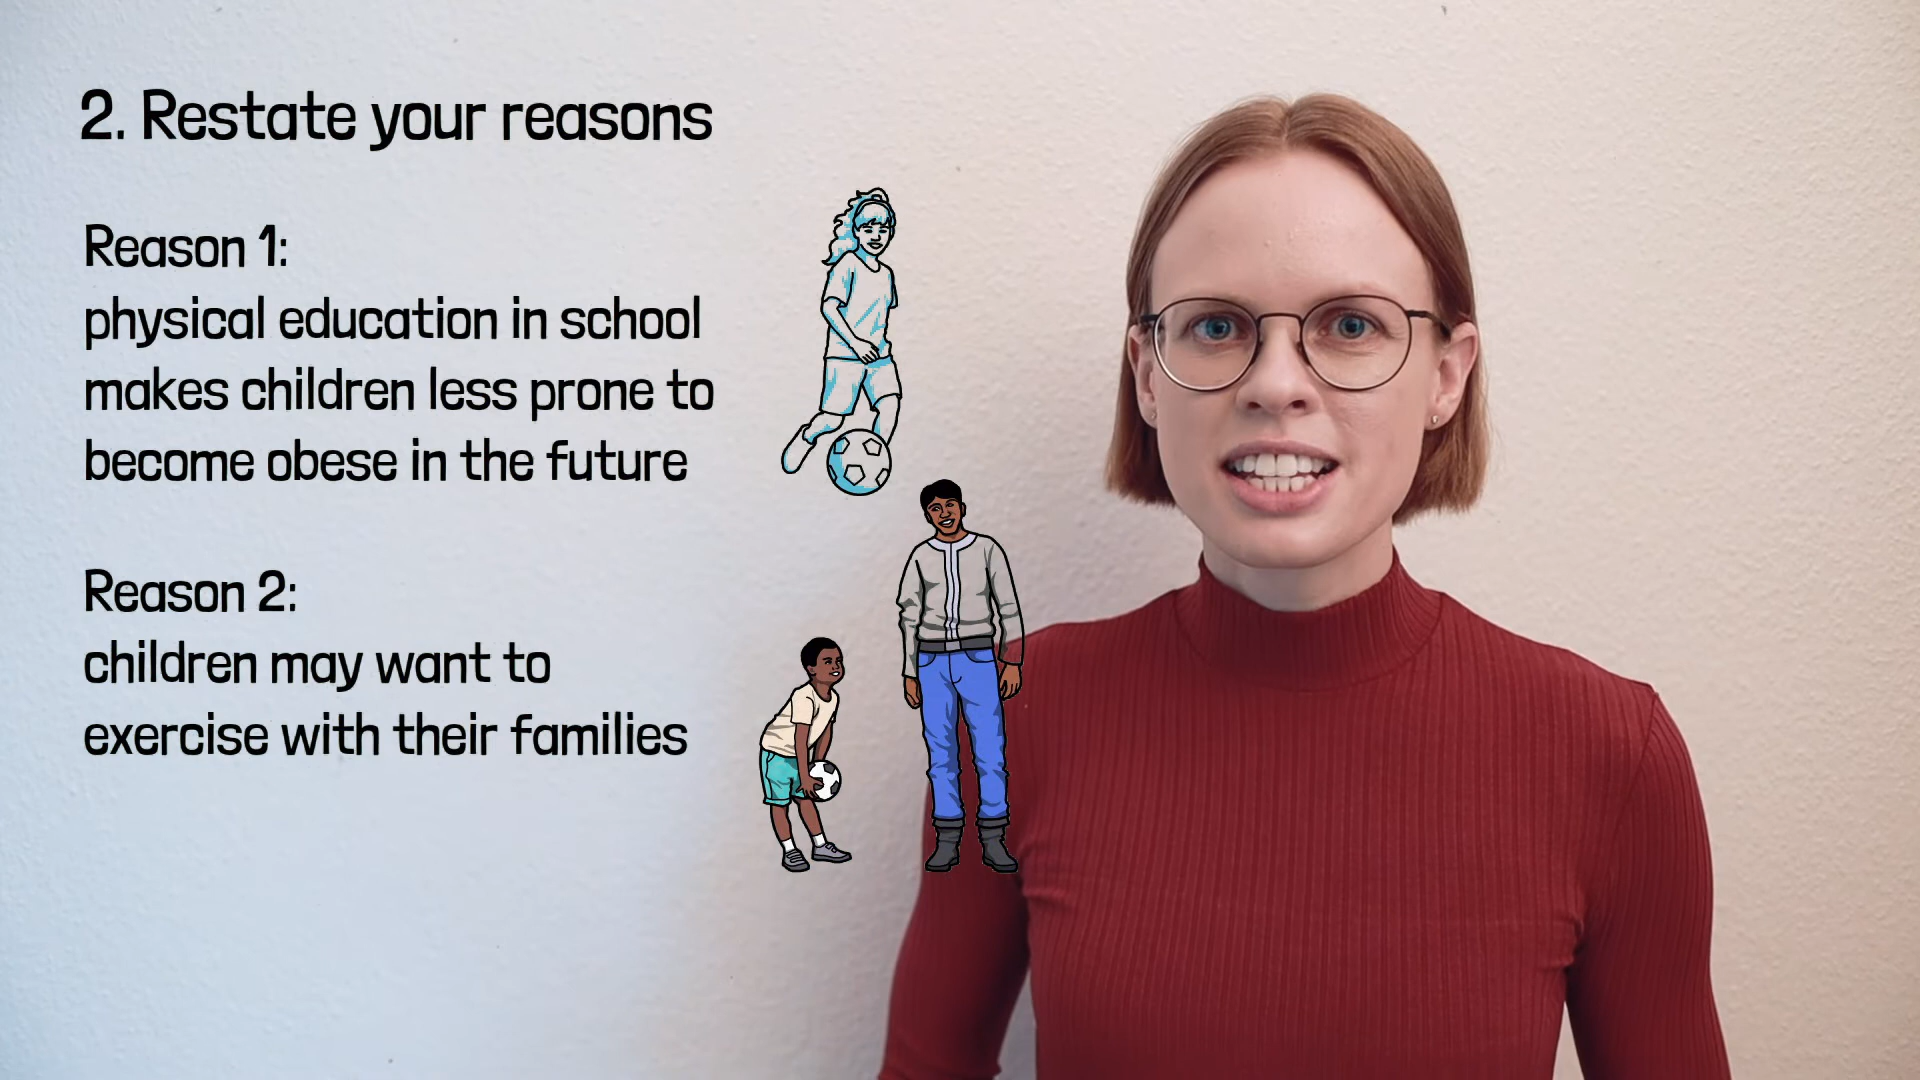 2. Restate your reasons
Reason 1:
physical education in school
makes children less prone to
become obese in the future
Reason 2:
children may want to
exercise with their families